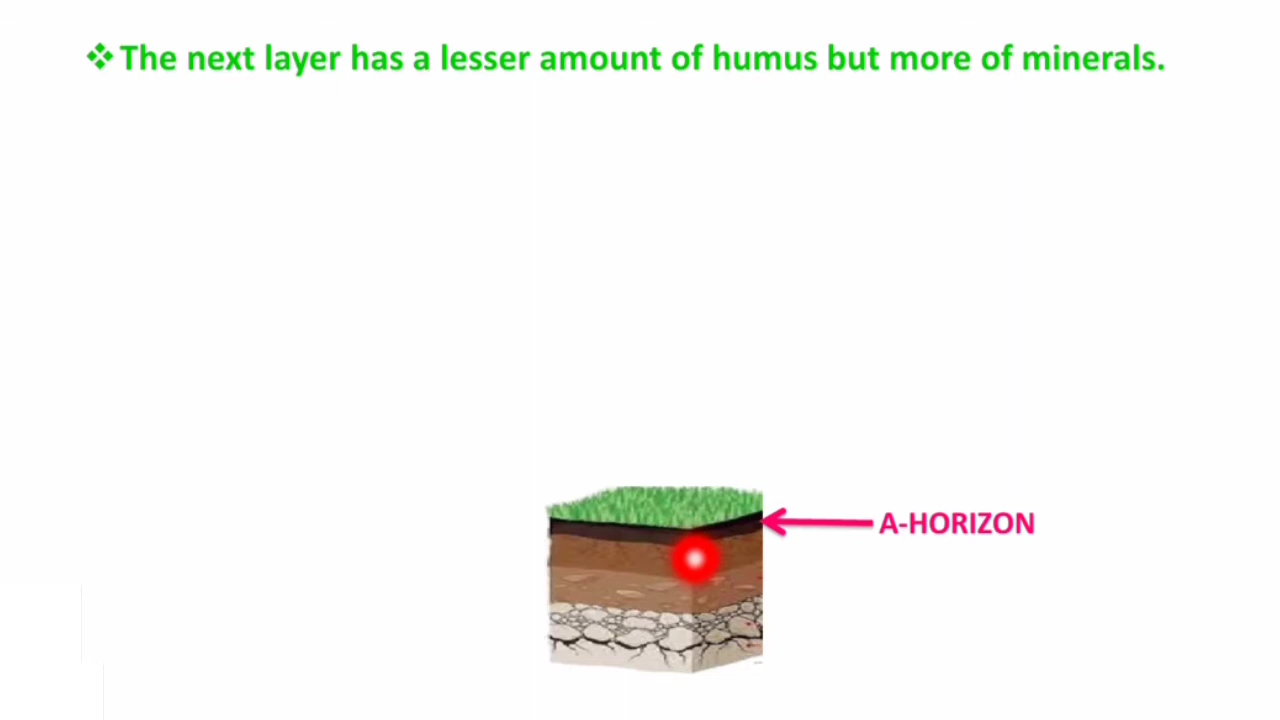 ❖ The next layer has a lesser amount of humus but more of minerals.
A-HORIZON